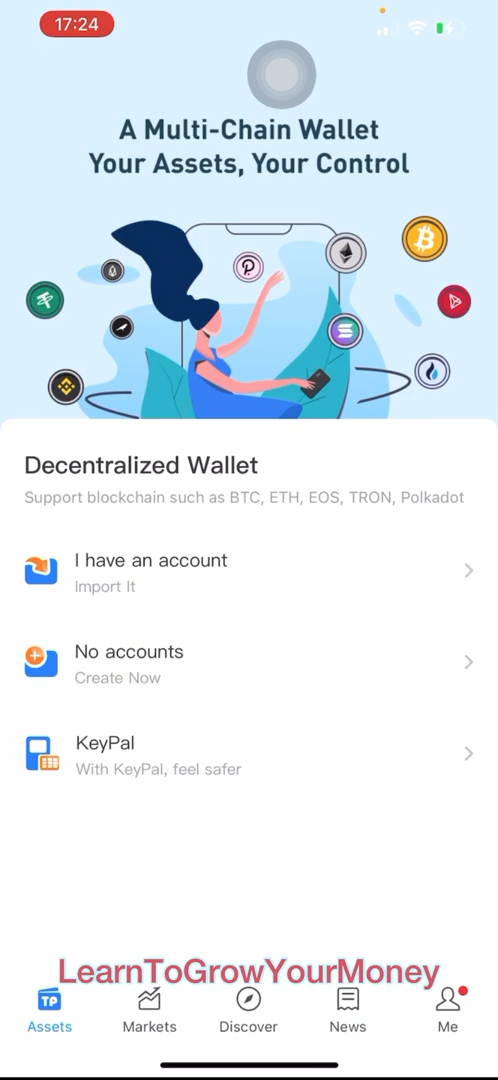 17:24
A Multi-Chain Wallet
Your Assets, Your Control
Decentralized Wallet
Support blockchain such as BTC, ETH, EOS, TRON, Polkadot
I have an account
Import It
No accounts
Create Now
KeyPal
With KeyPal, feel safer
LearnToGrowYourMoney
TP
Assets
Markets
Discover
News
Me